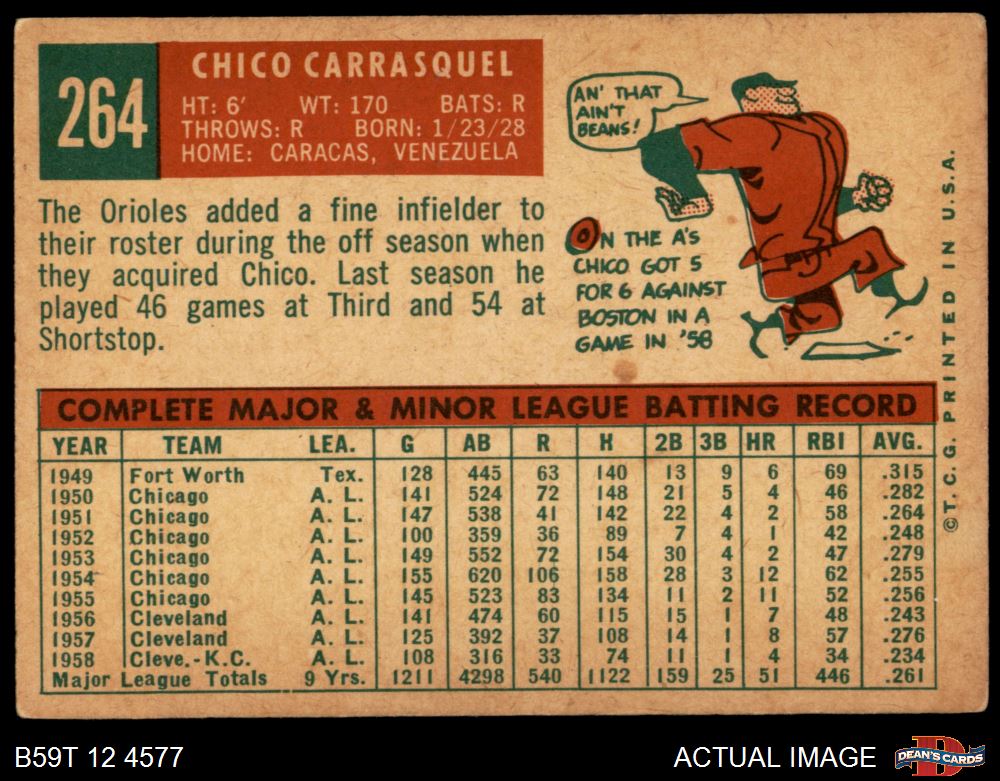 264
CHICO CARRASQUEL
HT: 6' WT: 170 BATS: R
THROWS: R BORN: 1/23/28
HOME: CARACAS, VENEZUELA
The Orioles added a fine infielder to
their roster during the off season when
they acquired Chico. Last season he
played 46 games at Third and 54 at
Shortstop.
AN' THAT
AIN'T
BEANS!
ON THE A'S
CHICO GOT 5
FOR 6 AGAINST
BOSTON IN A
GAME IN '58
©T. C. G. PRINTED IN U.S.A.
COMPLETE MAJOR & MINOR LEAGUE BATTING RECORD
YEAR TEAM LEA. G AB R H 2B 3B HR RBI AVG.
1949 Fort Worth Tex. 128 445 63 140 13 9 6 69 .315
1950 Chicago A. L. 141 524 72 148 21 5 4 46 .282
1951 Chicago A. L. 147 538 41 142 22 4 2 58 .264
1952 Chicago A. L. 100 359 36 89 7 4 1 42 .248
1953 Chicago A. L. 149 552 72 154 30 4 2 47 .279
1954 Chicago A. L. 155 620 106 158 28 3 12 62 .255
1955 Chicago A. L. 145 523 83 134 11 2 11 52 .256
1956 Cleveland A. L. 141 474 60 115 15 1 7 48 .243
1957 Cleveland A. L. 125 392 37 108 14 1 8 57 .276
1958 Cleve.-K.C. A. L. 108 316 33 74 11 1 4 34 .234
Major League Totals 9 Yrs. 1211 4298 540 1122 159 25 51 446 .261
B59T 12 4577
ACTUAL IMAGE
D
DEAN'S CARDS